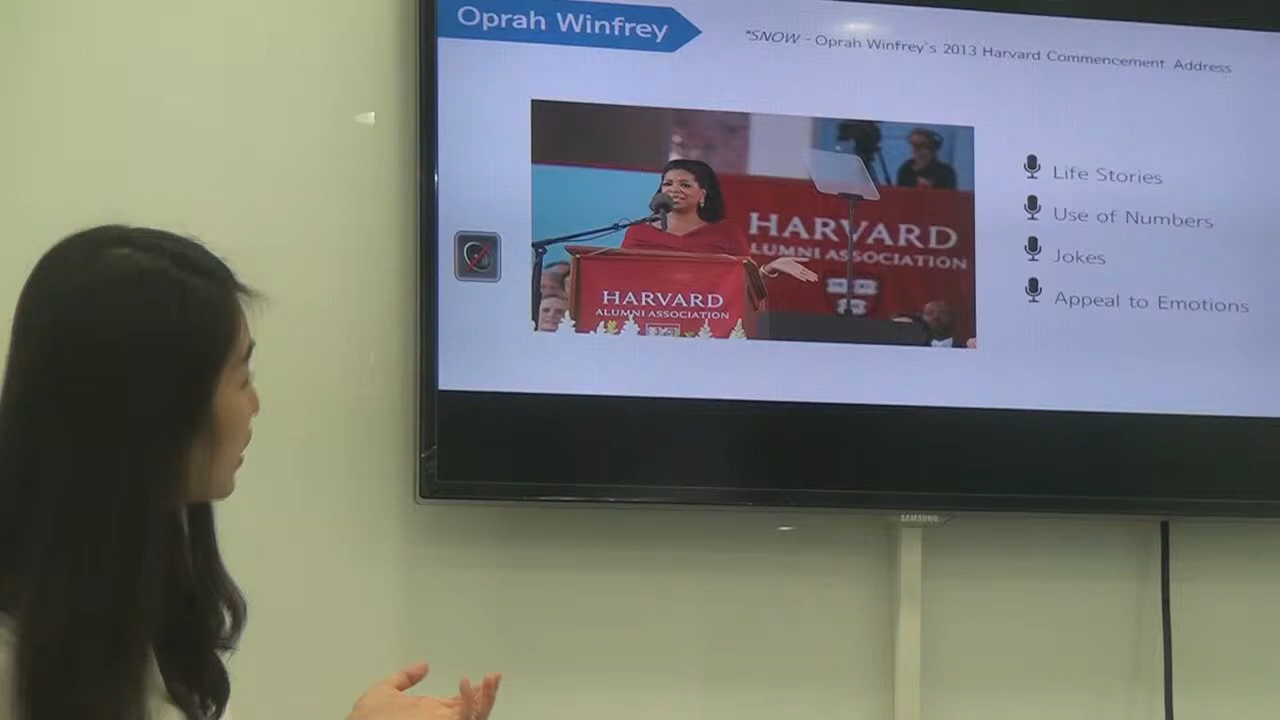 Oprah Winfrey
*SNOW - Oprah Winfrey's 2013 Harvard Commencement Address
HARVARD
ALUMNI ASSOCIATION
HARVARD
ALUMNI ASSOCIATION
Life Stories
Use of Numbers
Jokes
Appeal to Emotions
SAMSUNG